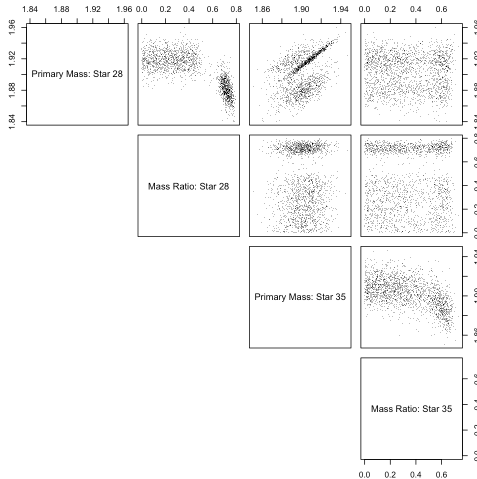 1.84 1.88 1.92 1.96
0.0 0.2 0.4 0.6 0.8
1.86 1.90 1.94
0.0 0.2 0.4 0.6
1.84 1.88 1.92 1.96
Primary Mass: Star 28
Mass Ratio: Star 28
Primary Mass: Star 35
Mass Ratio: Star 35
0.0 0.2 0.4 0.6